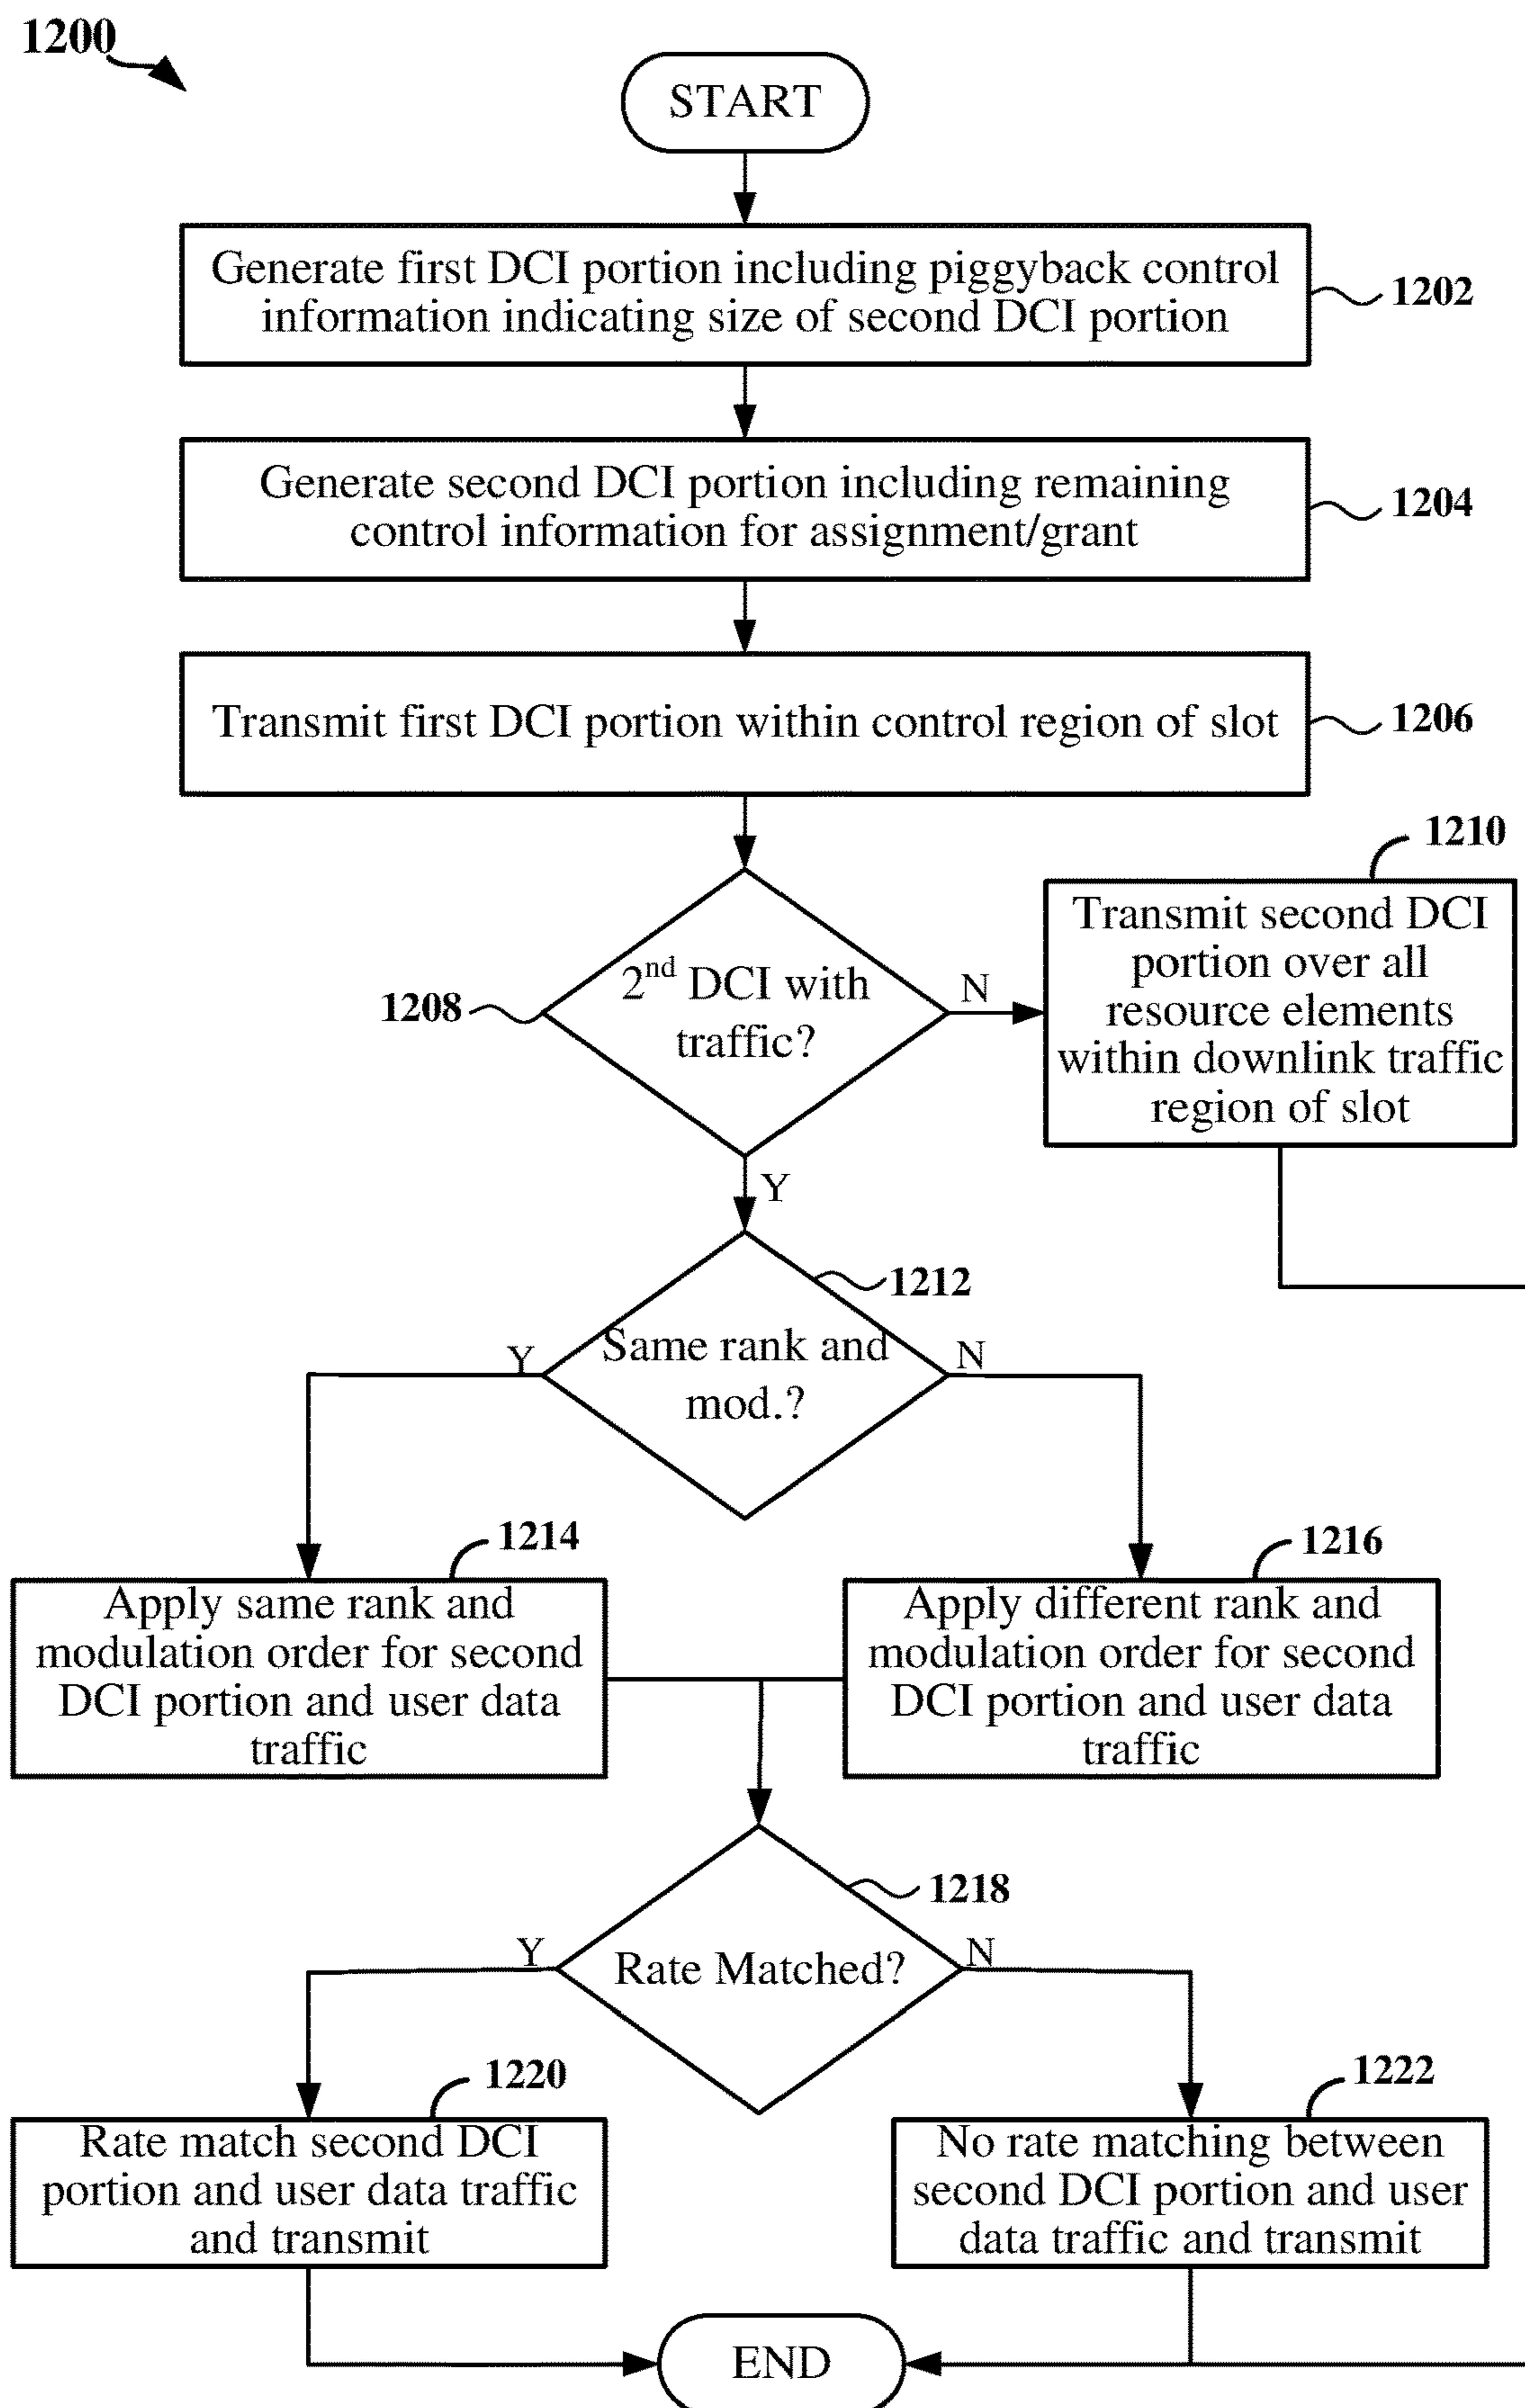 1200
START
Generate first DCI portion including piggyback control
information indicating size of second DCI portion
1202
Generate second DCI portion including remaining
control information for assignment/grant
1204
Transmit first DCI portion within control region of slot
1206
2nd DCI with
traffic?
1208
N
1210
Transmit second DCI
portion over all
resource elements
within downlink traffic
region of slot
Y
1212
Same rank and
mod.?
Y
N
1214
Apply same rank and
modulation order for second
DCI portion and user data
traffic
1216
Apply different rank and
modulation order for second
DCI portion and user data
traffic
1218
Rate Matched?
Y
N
1220
Rate match second DCI
portion and user data traffic
and transmit
1222
No rate matching between
second DCI portion and user
data traffic and transmit
END